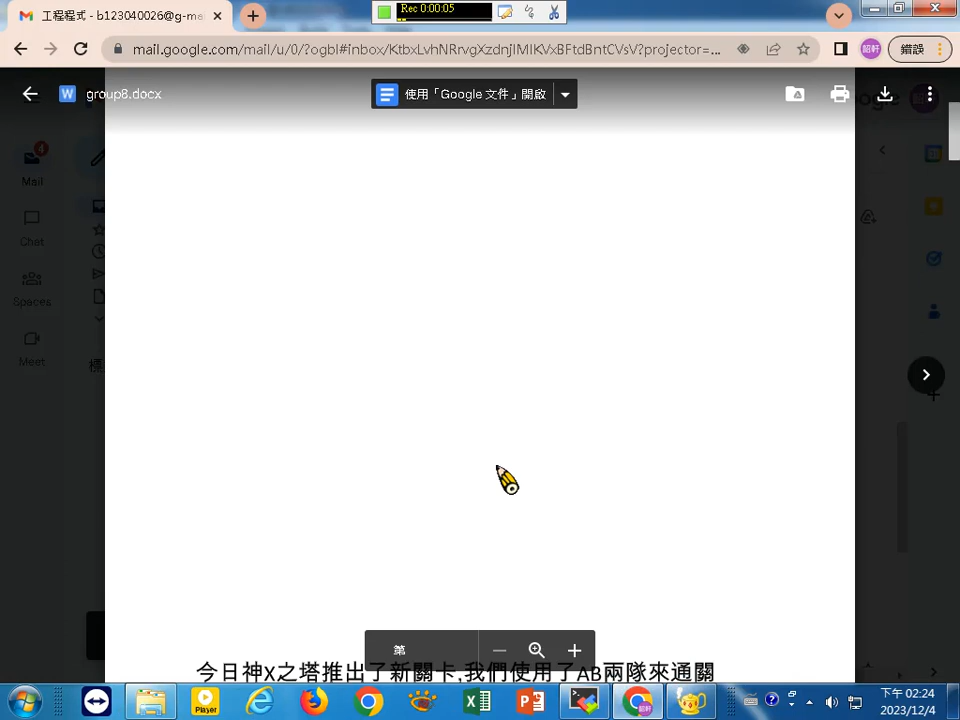 工程程式 - b123040026@g-ms
Rec 0:00:05
mail.google.com/mail/u/0/?ogbl#inbox/KtbxLvhNRrvgXzdnjlMlKVxBFtdBntCVsV?projector=...
錯誤
group8.docx
使用「Google 文件」開啟
4
Mail
Chat
Spaces
Meet
第
今日神X之塔推出了新關卡,我們使用了AB兩隊來通關
Player
下午 02:24
2023/12/4